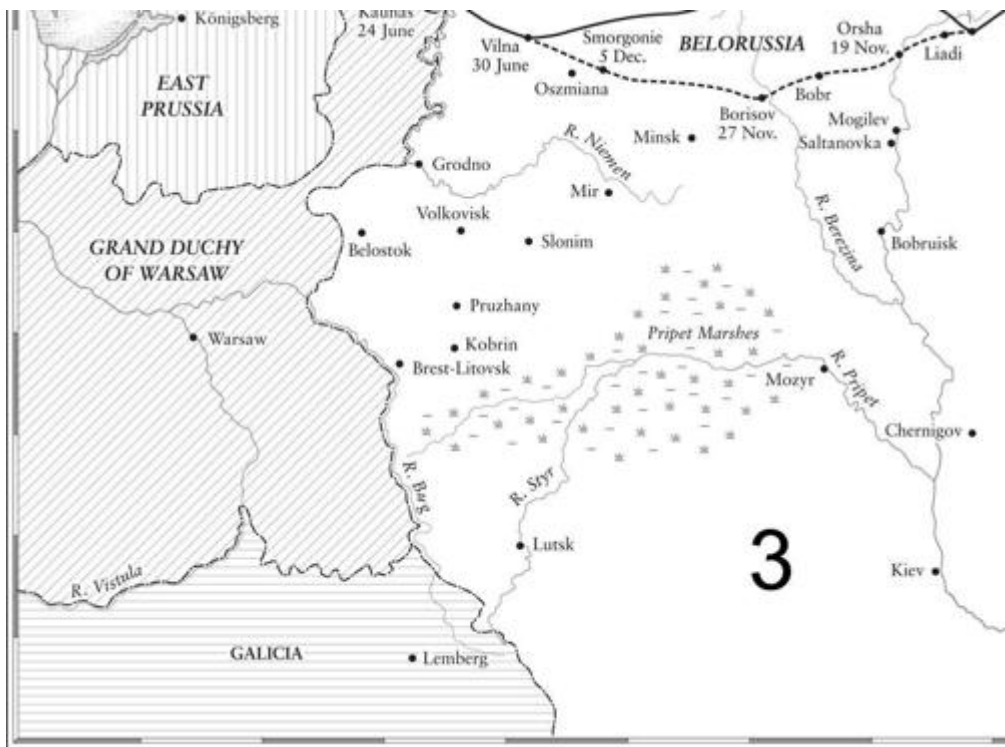 Königsberg
Kaunas
24 June
Vilna
30 June
Smorgonie
5 Dec.
BELORUSSIA
Orsha
19 Nov.
Liadi
EAST
PRUSSIA
Oszmiana
Bobr
Borisov
27 Nov.
Mogilev
Saltanovka
Minsk
Grodno
R. Niemen
Mir
Volkovisk
R. Berezina
GRAND DUCHY
OF WARSAW
Belostok
Slonim
Bobruisk
Pruzhany
Pripet Marshes
Warsaw
Kobrin
Brest-Litovsk
Mozyr
R. Pripet
Chernigov
R. Bug
R. Styr
Lutsk
3
Kiev
R. Vistula
GALICIA
Lemberg